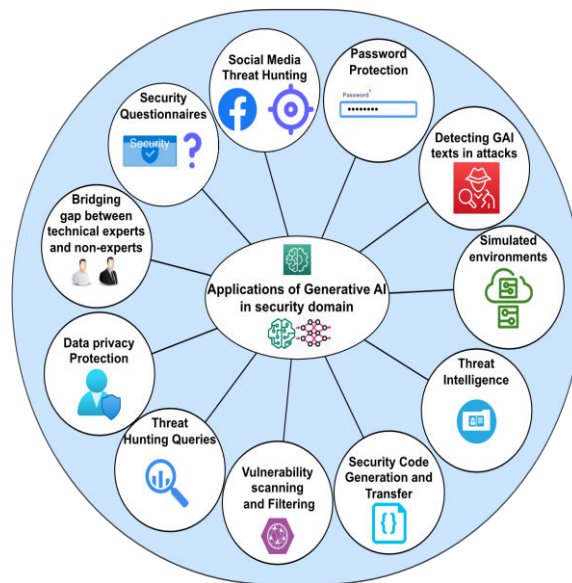 Social Media
Threat Hunting
Password
Protection
Password*
Security
Questionnaires
Security
?
Detecting GAI
texts in attacks
Bridging
gap between
technical experts
and non-experts
Simulated
environments
Applications of Generative AI
in security domain
Data privacy
Protection
Threat
Intelligence
Threat
Hunting Queries
Vulnerability
scanning
and Filtering
Security Code
Generation and
Transfer
{}